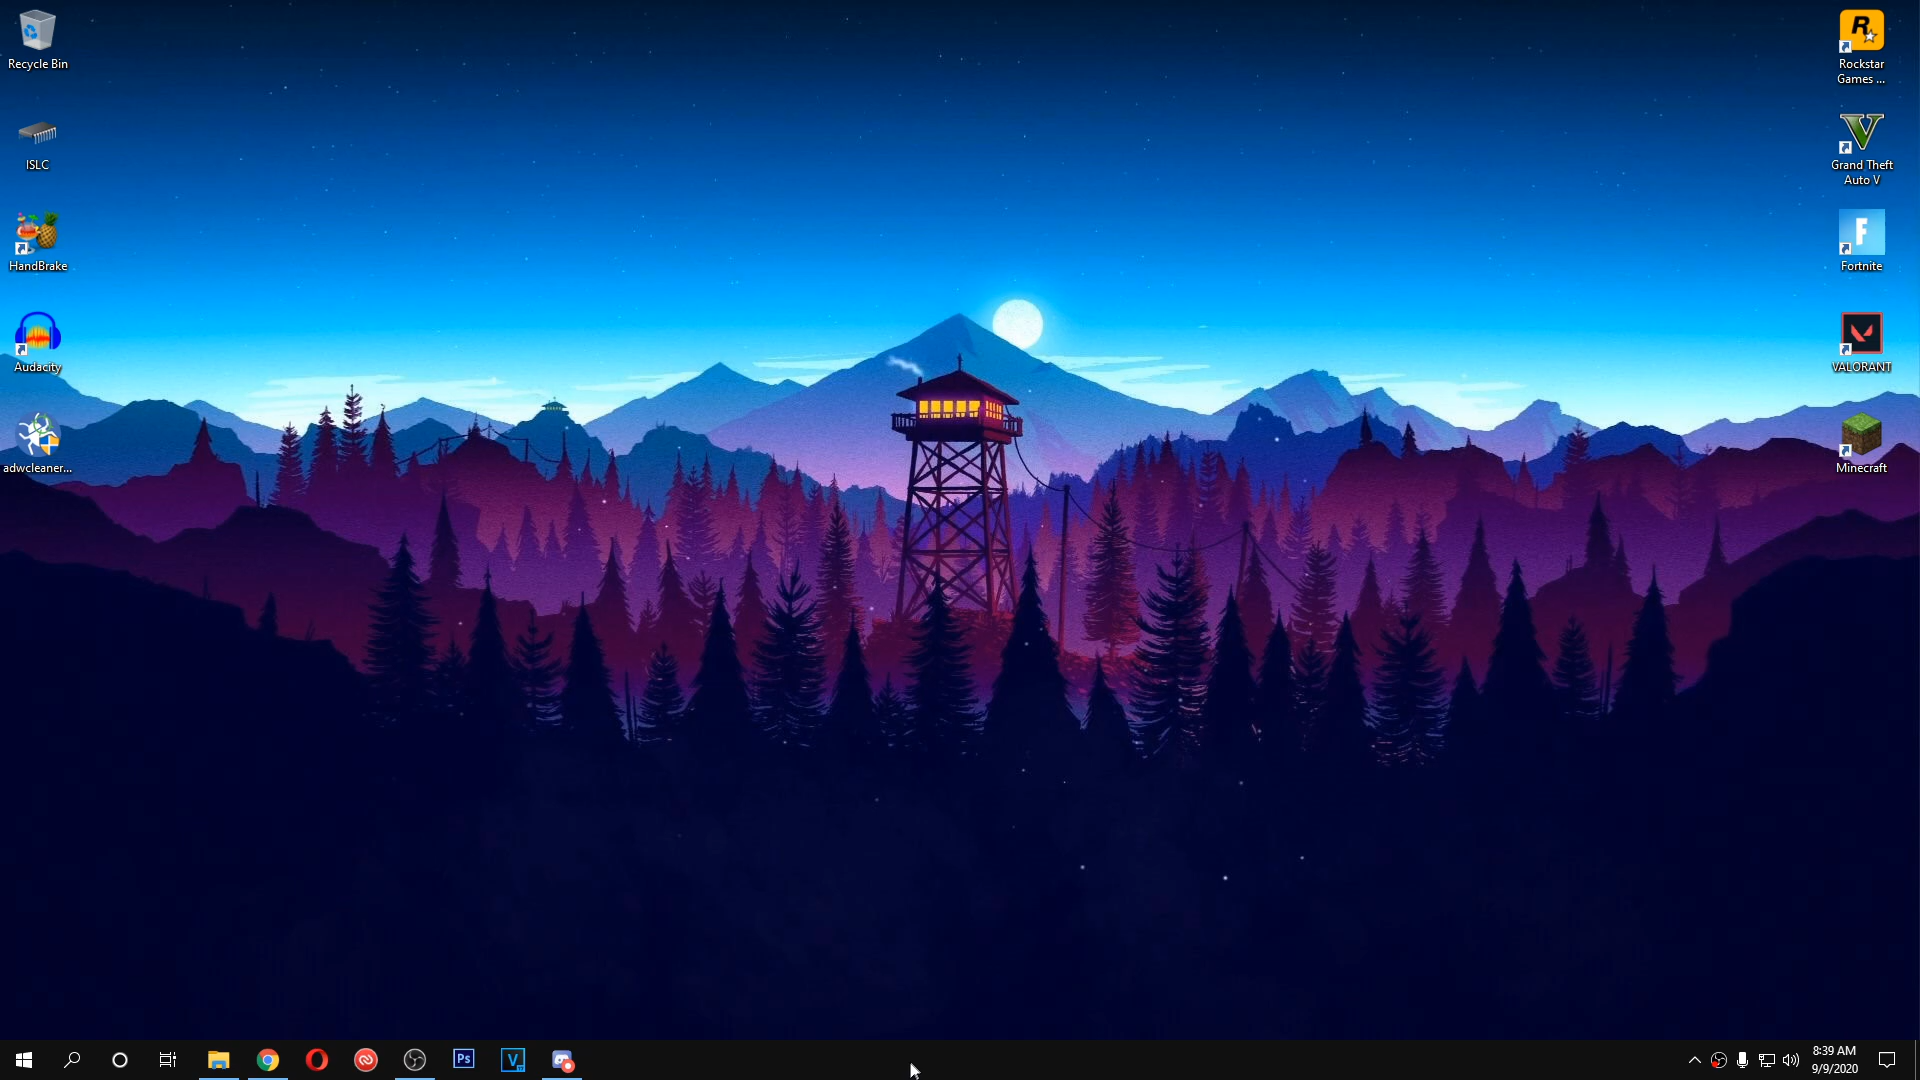 Recycle Bin
ISLC
HandBrake
Audacity
adwcleaner...
R
Rockstar
Games ...
V
Grand Theft
Auto V
F
Fortnite
VALORANT
Minecraft
Ps
V
8:39 AM
9/9/2020